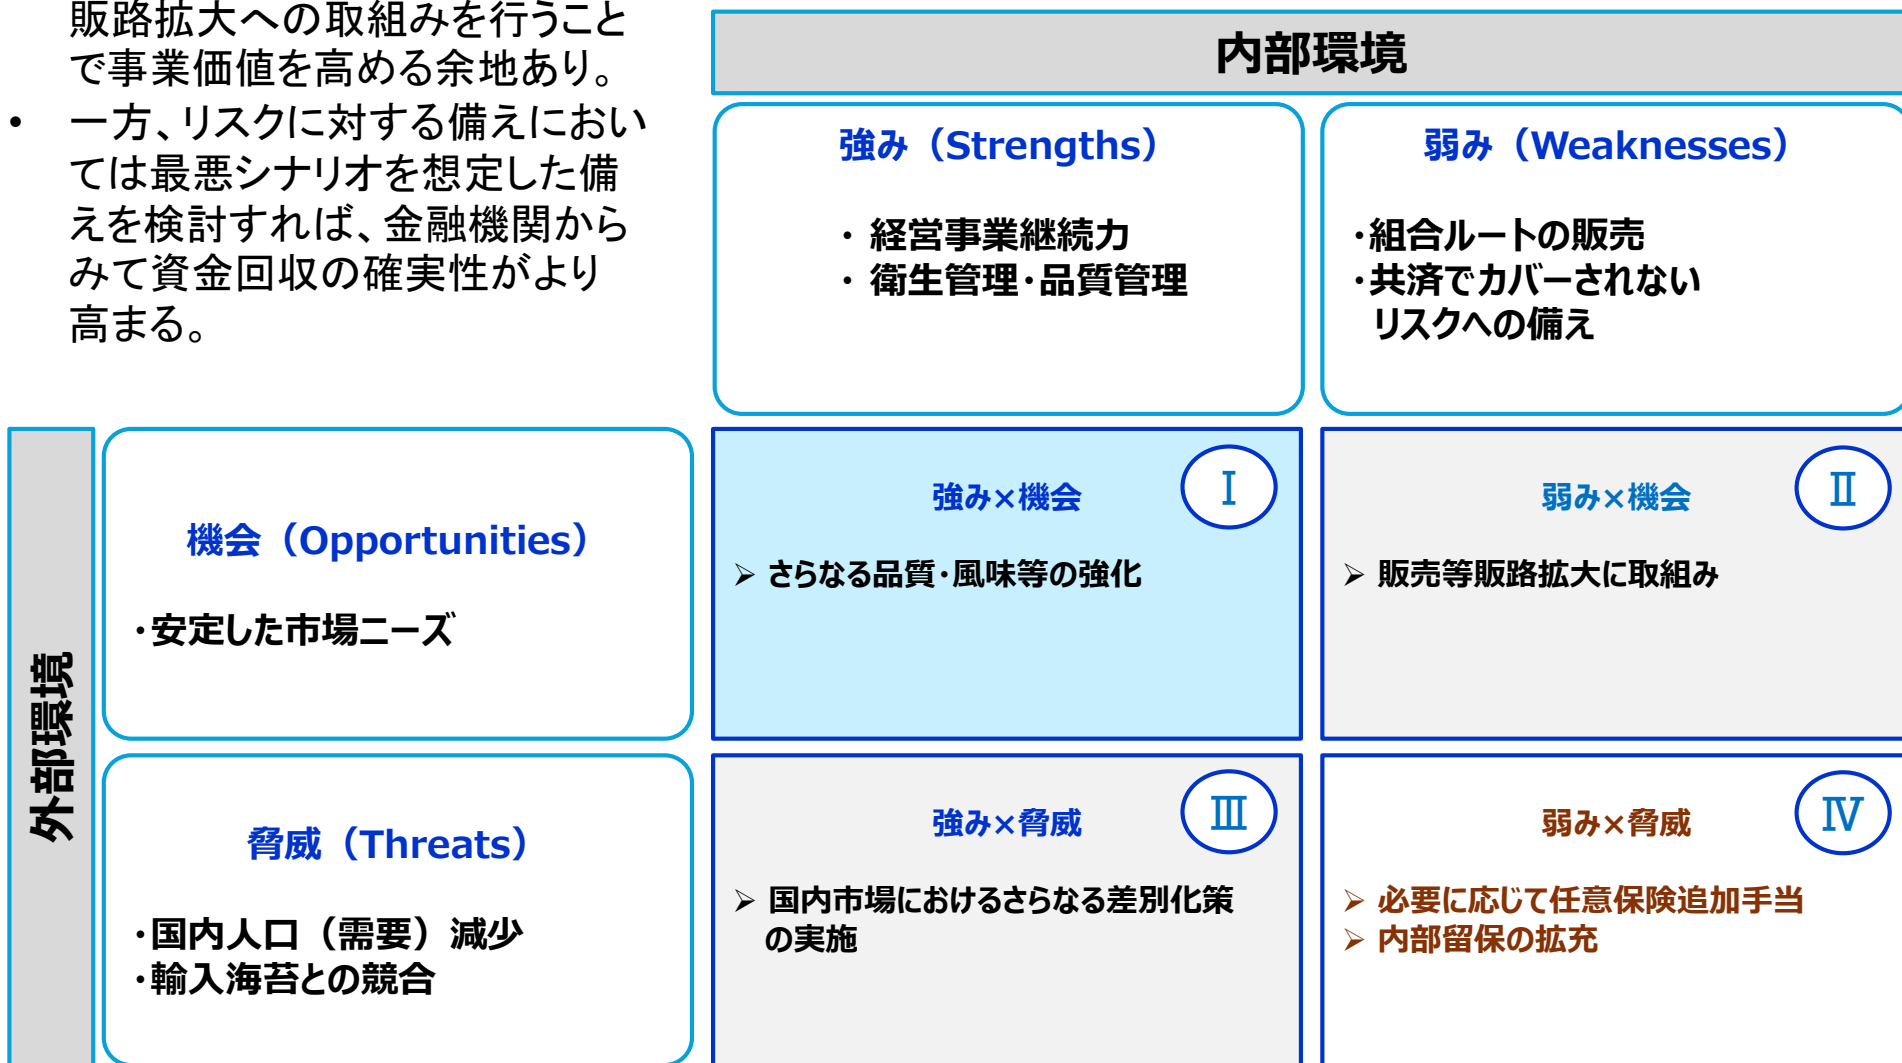 販路拡大への取組みを行うこと
で事業価値を高める余地あり。
• 一方、リスクに対する備えにおい
ては最悪シナリオを想定した備
えを検討すれば、金融機関から
みて資金回収の確実性がより
高まる。
内部環境
強み（Strengths）
・ 経営事業継続力
・ 衛生管理・品質管理
弱み（Weaknesses）
・組合ルートの販売
・共済でカバーされない
リスクへの備え
外部環境
機会（Opportunities）
・安定した市場ニーズ
強み×機会
Ⅰ
➢ さらなる品質・風味等の強化
弱み×機会
Ⅱ
➢ 販売等販路拡大に取組み
脅威（Threats）
・国内人口（需要）減少
・輸入海苔との競合
強み×脅威
Ⅲ
➢ 国内市場におけるさらなる差別化策
の実施
弱み×脅威
Ⅳ
➢ 必要に応じて任意保険追加手当
➢ 内部留保の拡充